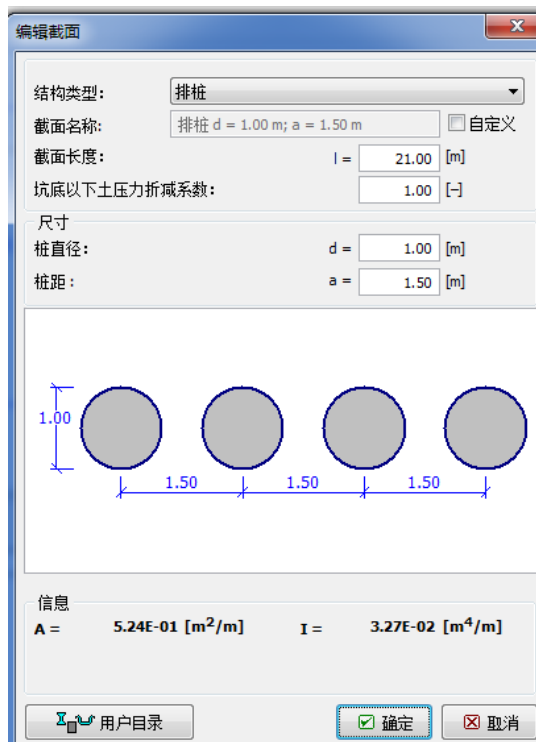 编辑截面
结构类型: 排桩
截面名称: 排桩 d = 1.00 m; a = 1.50 m 自定义
截面长度: l = 21.00 [m]
坑底以下土压力折减系数: 1.00 [–]
尺寸
桩直径: d = 1.00 [m]
桩距: a = 1.50 [m]
1.00
1.50 1.50 1.50
信息
A = 5.24E-01 [m²/m] I = 3.27E-02 [m⁴/m]
用户目录 确定 取消